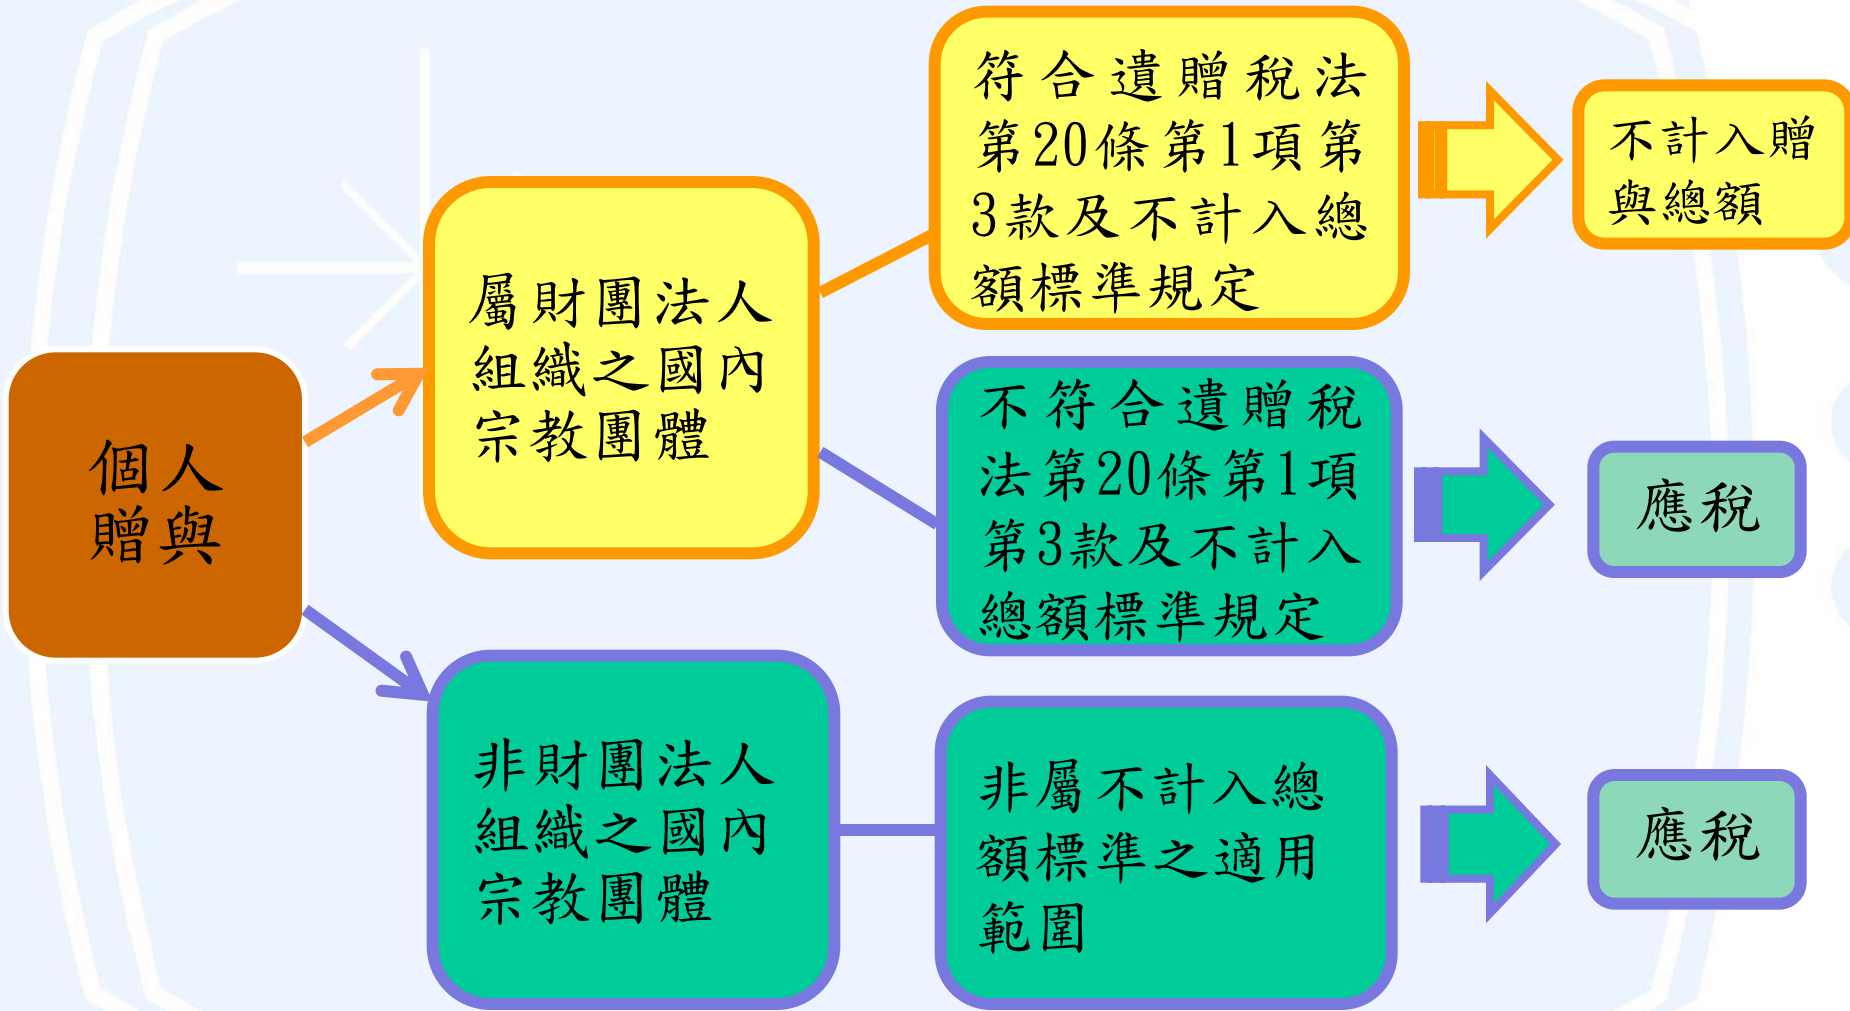 個人
贈與
屬財團法人
組織之國內
宗教團體
符合遺贈稅法
第20條第1項第
3款及不計入總
額標準規定
不計入贈
與總額
不符合遺贈稅
法第20條第1項
第3款及不計入
總額標準規定
應稅
非財團法人
組織之國內
宗教團體
非屬不計入總
額標準之適用
範圍
應稅